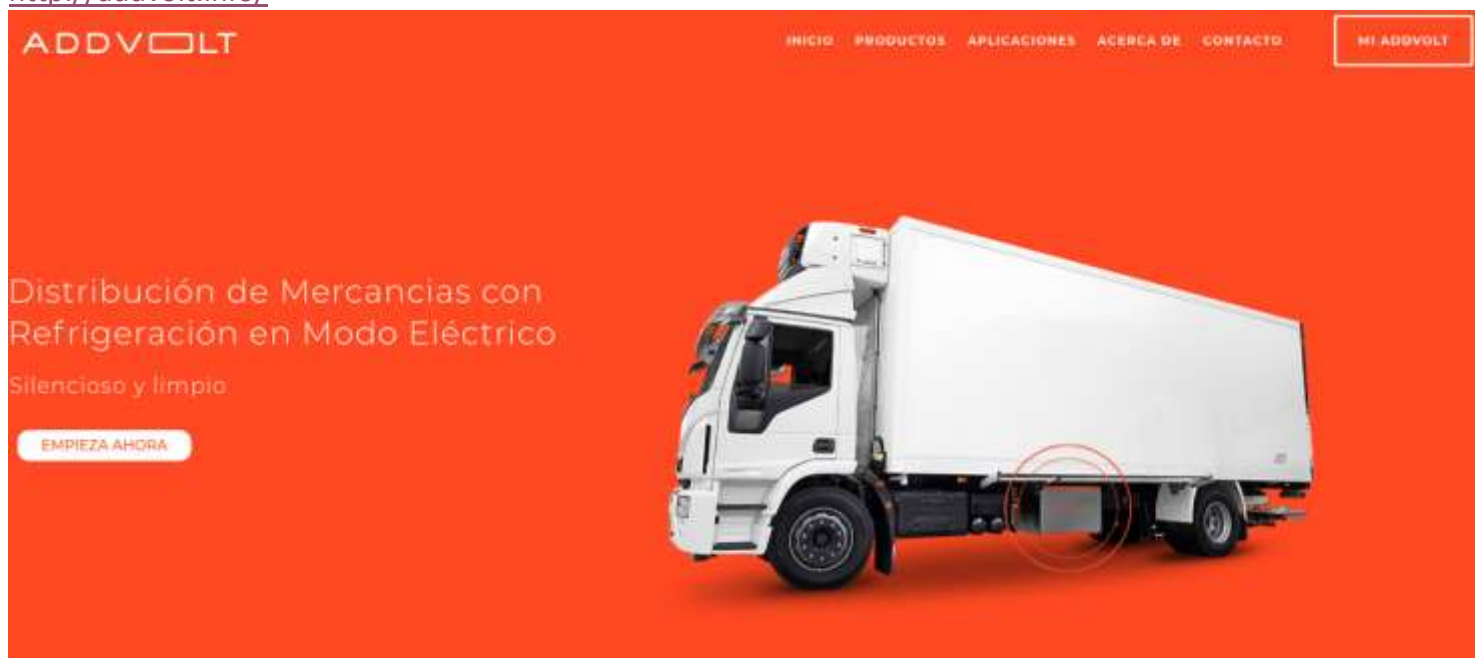 ADDVOLT
INICIO PRODUCTOS APLICACIONES ACERCA DE CONTACTO MI ADDVOLT
Distribución de Mercancias con
Refrigeración en Modo Eléctrico
Silencioso y limpio
EMPIEZA AHORA